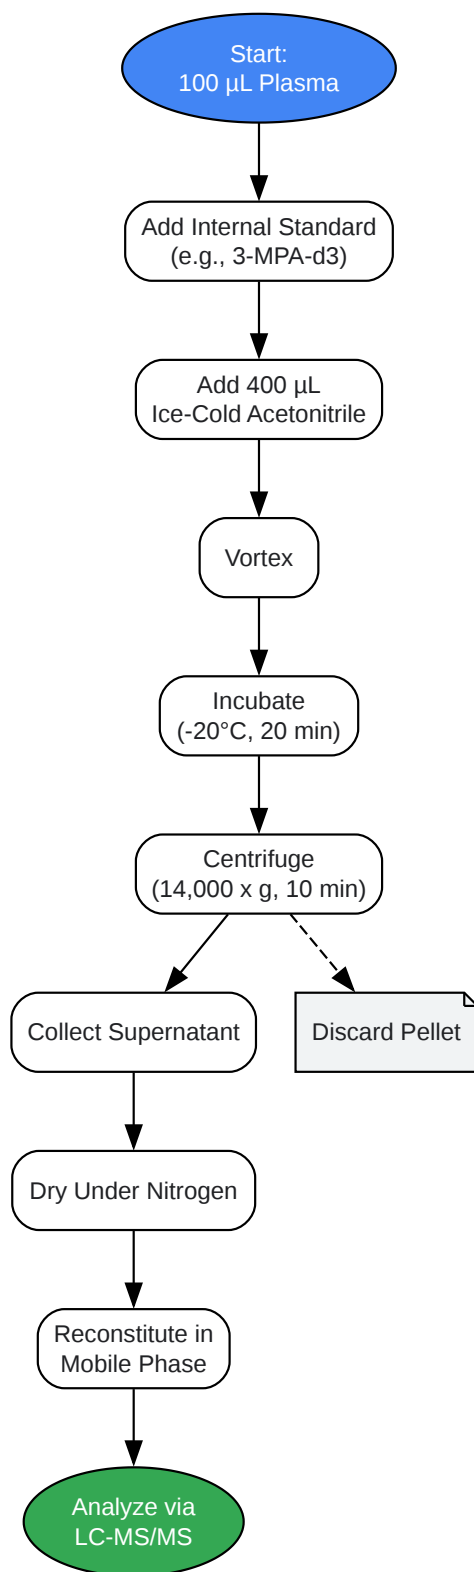 Start:
100 µL Plasma
Add Internal Standard
(e.g., 3-MPA-d3)
Add 400 µL
Ice-Cold Acetonitrile
Vortex
Incubate
(-20°C, 20 min)
Centrifuge
(14,000 x g, 10 min)
Collect Supernatant
Discard Pellet
Dry Under Nitrogen
Reconstitute in
Mobile Phase
Analyze via
LC-MS/MS